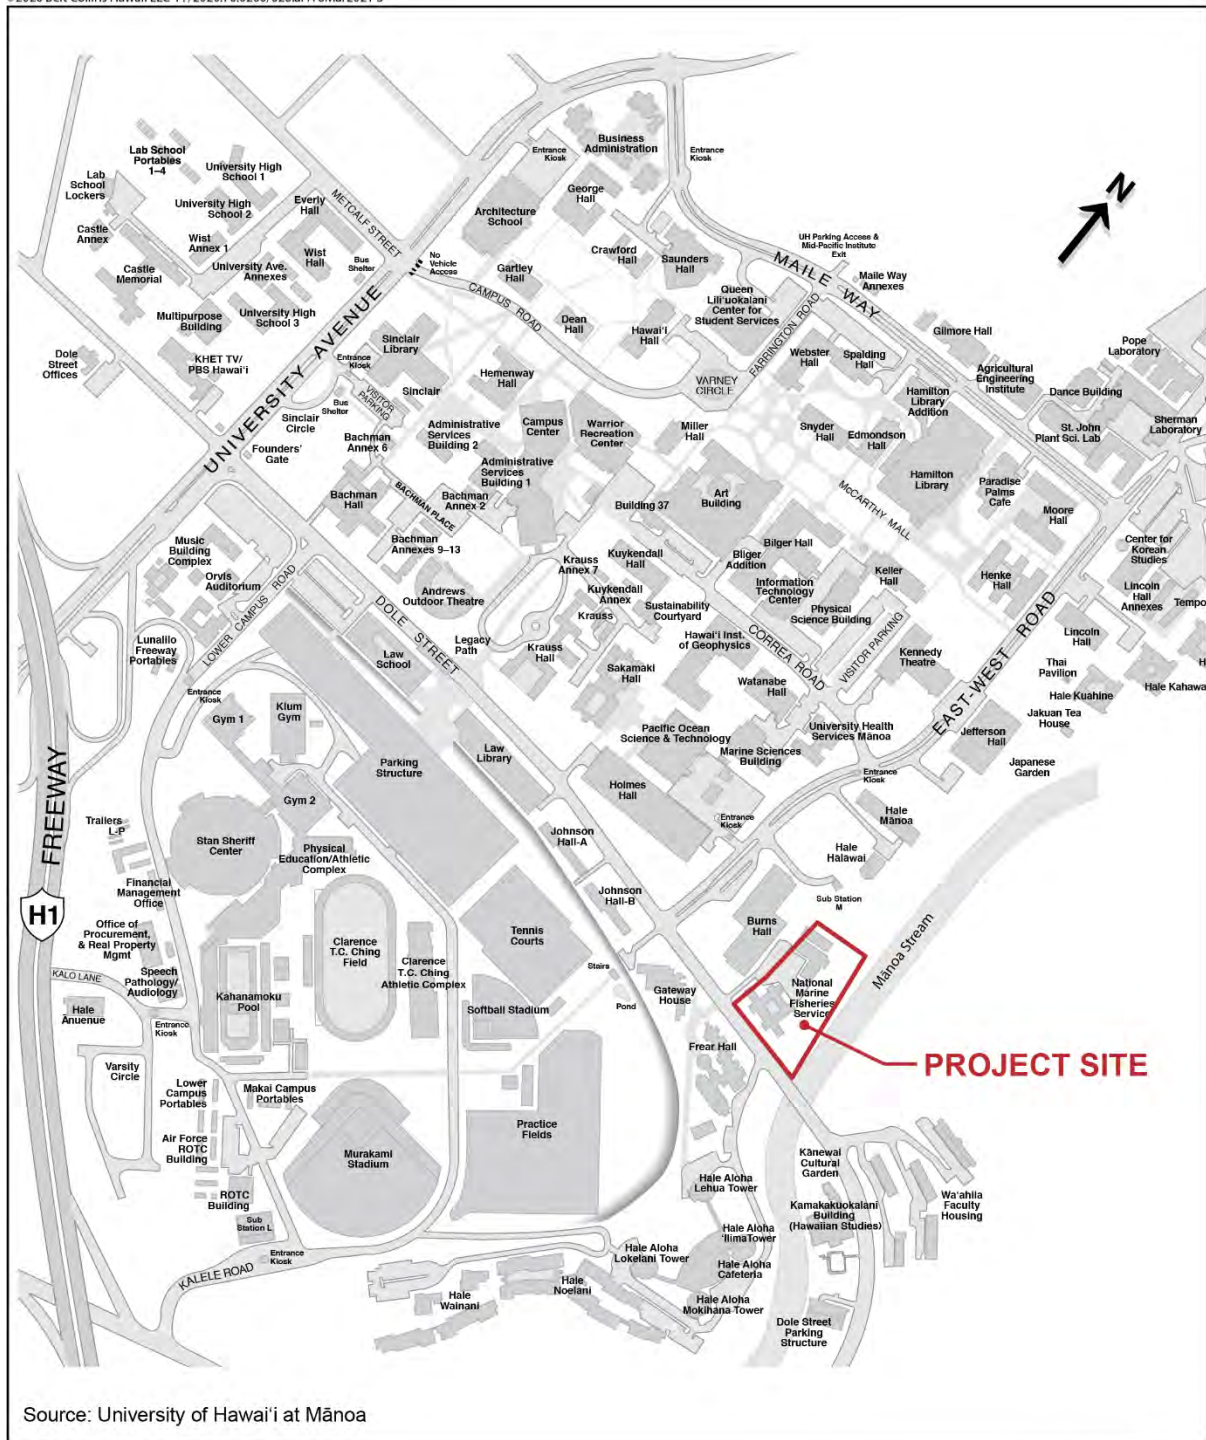 Lab School
Portables
1–4
University High
School 1
Lab
School
Lockers
University High
School 2
Everly
Hall
METCALF STREET
Castle
Annex
Wist
Annex 1
Castle
Memorial
University Ave.
Annexes
Wist
Hall
Bus
Shelter
Multipurpose
Building
University High
School 3
KHET TV/
PBS Hawai‘i
Dole
Street
Offices
UNIVERSITY AVENUE
No
Vehicle
Access
Entrance
Kiosk
Business
Administration
Entrance
Kiosk
George
Hall
Architecture
School
Crawford
Hall
Saunders
Hall
Gartley
Hall
CAMPUS ROAD
Dean
Hall
Hawai‘i
Hall
Queen
Lili‘uokalani
Center for
Student Services
UH Parking Access &
Mid-Pacific Institute
Exit
MAILE WAY
Maile Way
Annexes
N
FARRINGTON ROAD
VARNEY
CIRCLE
Gilmore Hall
Webster
Hall
Spalding
Hall
Agricultural
Engineering
Institute
Pope
Laboratory
Dance Building
Hamilton
Library
Addition
St. John
Plant Sci. Lab
Sherman
Laboratory
Sinclair
Library
Entrance
Kiosk
VISITOR
PARKING
Sinclair
Bus
Shelter
Sinclair
Circle
Founders’
Gate
Bachman
Annex 6
Hemenway
Hall
Administrative
Services
Building 2
Campus
Center
Warrior
Recreation
Center
Miller
Hall
Snyder
Hall
Edmondson
Hall
Hamilton
Library
Paradise
Palms
Cafe
Moore
Hall
McCARTHY MALL
Administrative
Services
Building 1
Bachman
Hall
BACHMAN PLACE
Bachman
Annex 2
Bachman
Annexes 9–13
Building 37
Art
Building
Bilger Hall
Bilger
Addition
Keller
Hall
Henke
Hall
Center for
Korean
Studies
Lincoln
Hall
Annexes
Tempo
Music
Building
Complex
Orvis
Auditorium
LOWER CAMPUS ROAD
Andrews
Outdoor Theatre
Krauss
Annex 7
Kuykendall
Hall
Kuykendall
Annex
Krauss
Sustainability
Courtyard
Information
Technology
Center
Physical
Science Building
VISITOR PARKING
EAST-WEST ROAD
Lincoln
Hall
Thai
Pavilion
Hale Kuahine
Hale Kahawa
Lunalilo
Freeway
Portables
DOLE STREET
Law
School
Legacy
Path
Krauss
Hall
Hawai‘i Inst.
of Geophysics
CORREA ROAD
Kennedy
Theatre
Jakuan Tea
House
Entrance
Kiosk
Gym 1
Klum
Gym
Sakamaki
Hall
Watanabe
Hall
University Health
Services Mānoa
Jefferson
Hall
Japanese
Garden
Pacific Ocean
Science & Technology
Marine Sciences
Building
Law
Library
Parking
Structure
Holmes
Hall
Entrance
Kiosk
Entrance
Kiosk
Hale
Mānoa
Gym 2
Trailers
L-P
Stan Sheriff
Center
Physical
Education/Athletic
Complex
Johnson
Hall-A
Hale
Hālāwai
Financial
Management
Office
Johnson
Hall-B
Sub Station
M
FREEWAY
H1
Office of
Procurement,
& Real Property
Mgmt
Clarence
T.C. Ching
Field
Clarence
T.C. Ching
Athletic Complex
Tennis
Courts
Burns
Hall
Mānoa Stream
KALO LANE
Speech
Pathology/
Audiology
Kahanamoku
Pool
Stairs
Pond
Softball Stadium
Gateway
House
National
Marine
Fisheries
Service
PROJECT SITE
Hale
Ānuenue
Entrance
Kiosk
Frear Hall
Varsity
Circle
Lower
Campus
Portables
Makai Campus
Portables
Air Force
ROTC
Building
Murakami
Stadium
Practice
Fields
Kānewai
Cultural
Garden
Wa‘ahila
Faculty
Housing
ROTC
Building
Sub
Station L
Hale Aloha
Lehua Tower
Kamakakuokalani
Building
(Hawaiian Studies)
Entrance
Kiosk
KALELE ROAD
Hale Aloha
‘Ilima Tower
Hale Aloha
Lokelani Tower
Hale Aloha
Cafeteria
Hale
Wainani
Hale
Noelani
Hale Aloha
Mokihana Tower
Dole Street
Parking
Structure
Source: University of Hawai‘i at Mānoa